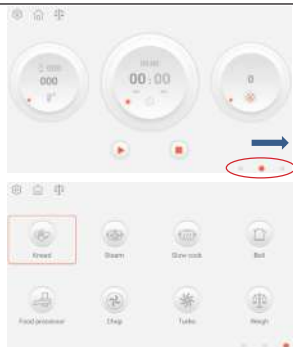 000
00:00
0
Knead
Steam
Slow cook
Boil
Food processor
Chop
Turbo
Weigh